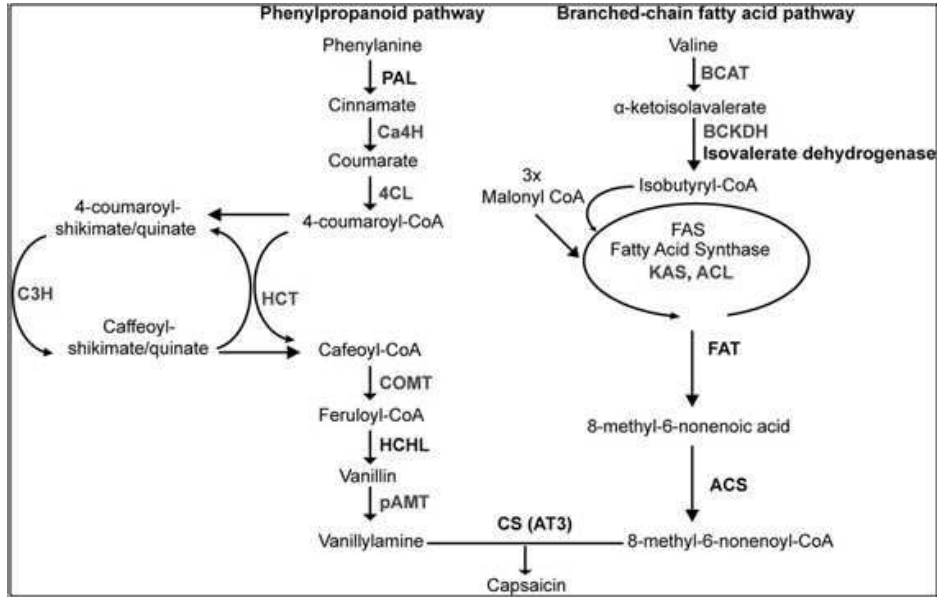 Phenylpropanoid pathway
Phenylyanine
PAL
Cinnamate
Ca4H
Coumarate
4CL
4-coumaroyl-CoA
4-coumaroyl-
shikimate/quinate
C3H
HCT
Caffeoyl-
shikimate/quinate
Cafeoyl-CoA
COMT
Feruloyl-CoA
HCHL
Vanillin
pAMT
Vanillylamine
Branched-chain fatty acid pathway
Valine
BCAT
α-ketoisolavalerate
BCKDH
Isovalerate dehydrogenase
Isobutyryl-CoA
3x
Malonyl CoA
FAS
Fatty Acid Synthase
KAS, ACL
FAT
8-methyl-6-nonenoic acid
ACS
8-methyl-6-nonenoyl-CoA
CS (AT3)
Capsaicin